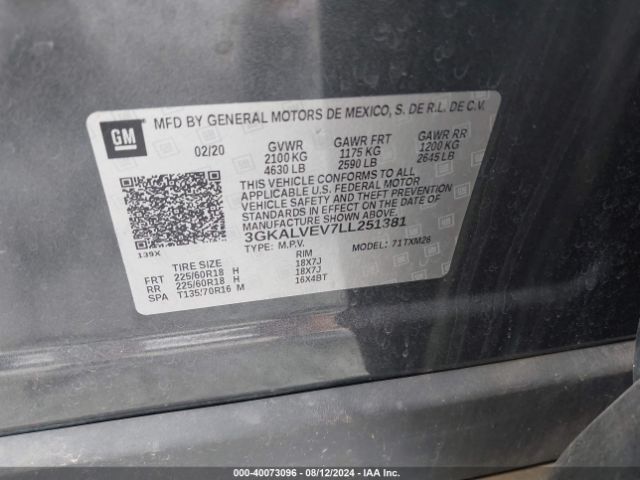 GM
MFD BY GENERAL MOTORS DE MEXICO, S. DE R.L. DE C.V.
02/20 GVWR GAWR FRT GAWR RR
2100 KG 1175 KG 1200 KG
4630 LB 2590 LB 2645 LB
THIS VEHICLE CONFORMS TO ALL
APPLICABLE U.S. FEDERAL MOTOR
VEHICLE SAFETY AND THEFT PREVENTION
STANDARDS IN EFFECT ON THE DATE OF
MANUFACTURE SHOWN ABOVE.
3GKALVEV7LL251381
139X TYPE: M.P.V. MODEL: 717XM26
TIRE SIZE RIM
FRT 225/60R18 H 18X7J
RR 225/60R18 H 18X7J
SPA T135/70R16 M 16X4BT
000-40073096 - 08/12/2024 - IAA Inc.